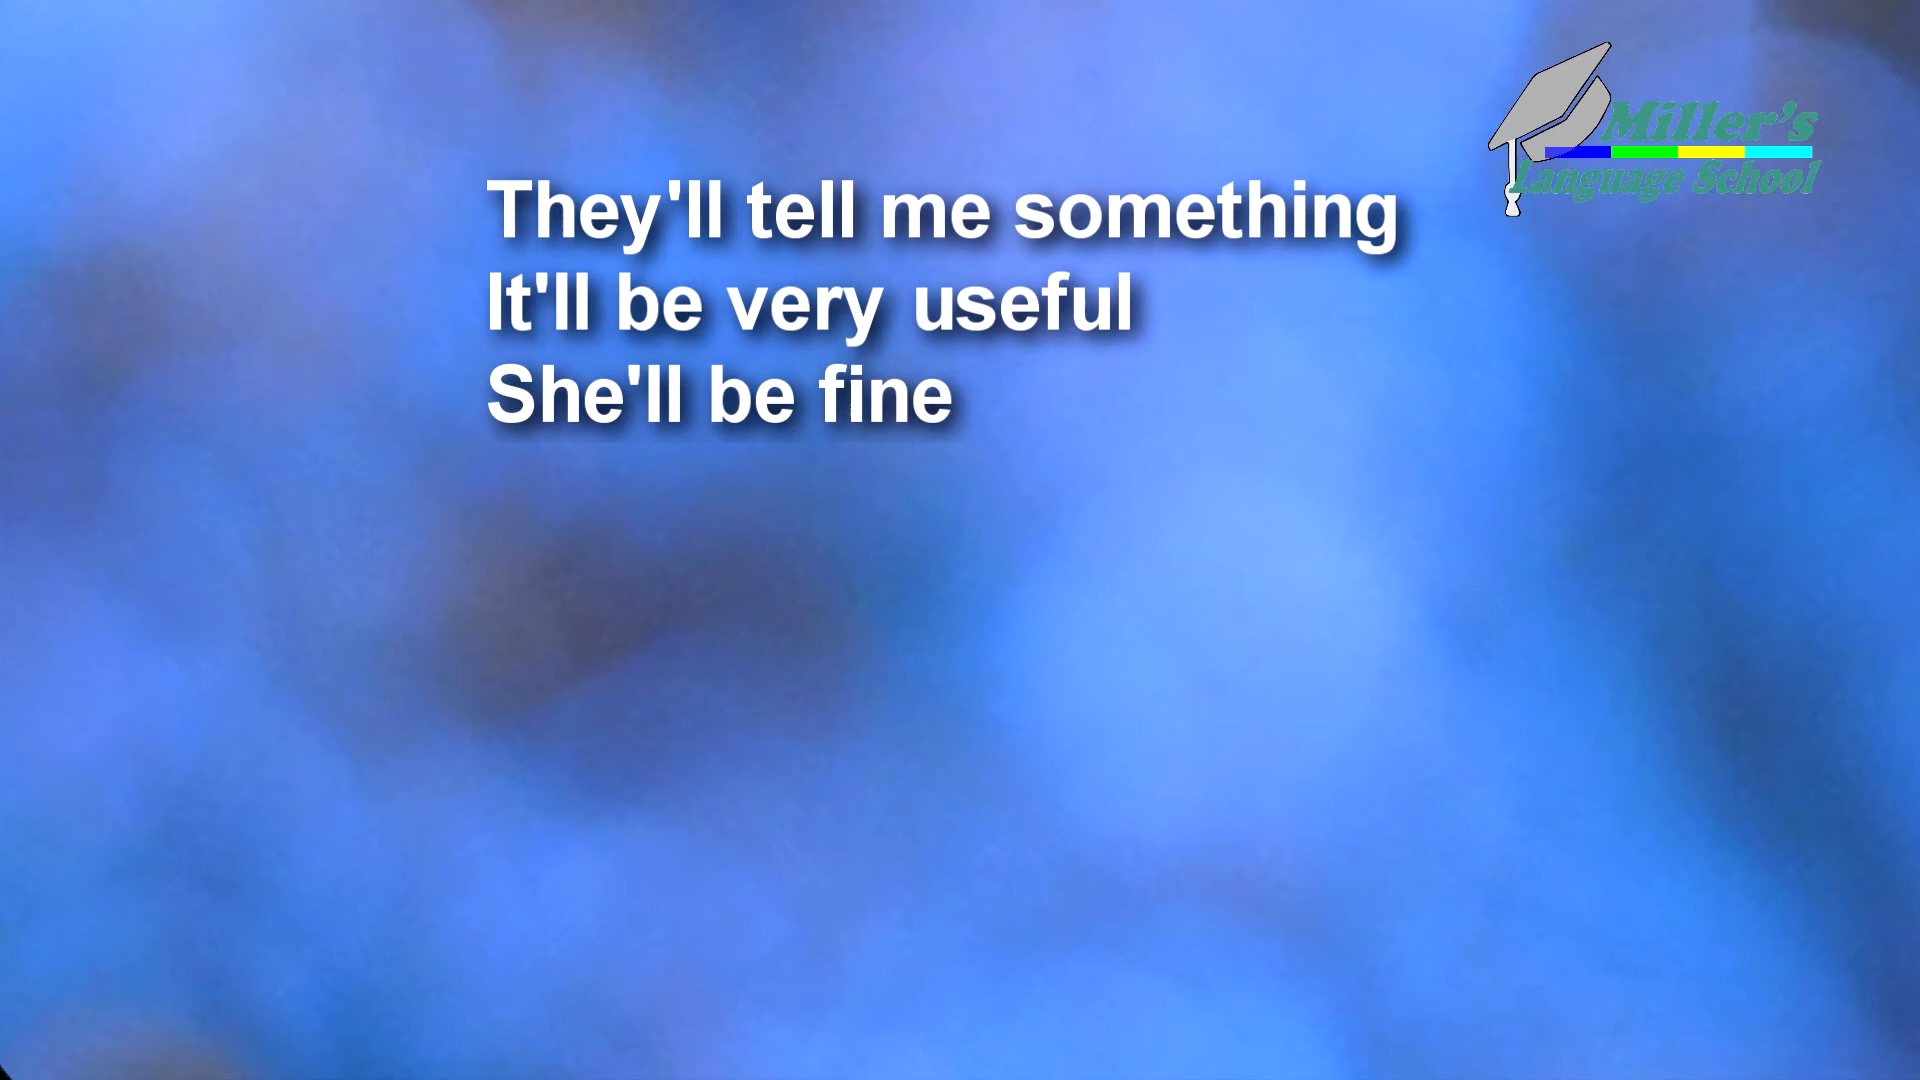 Miller's
Language School
They'll tell me something
It'll be very useful
She'll be fine